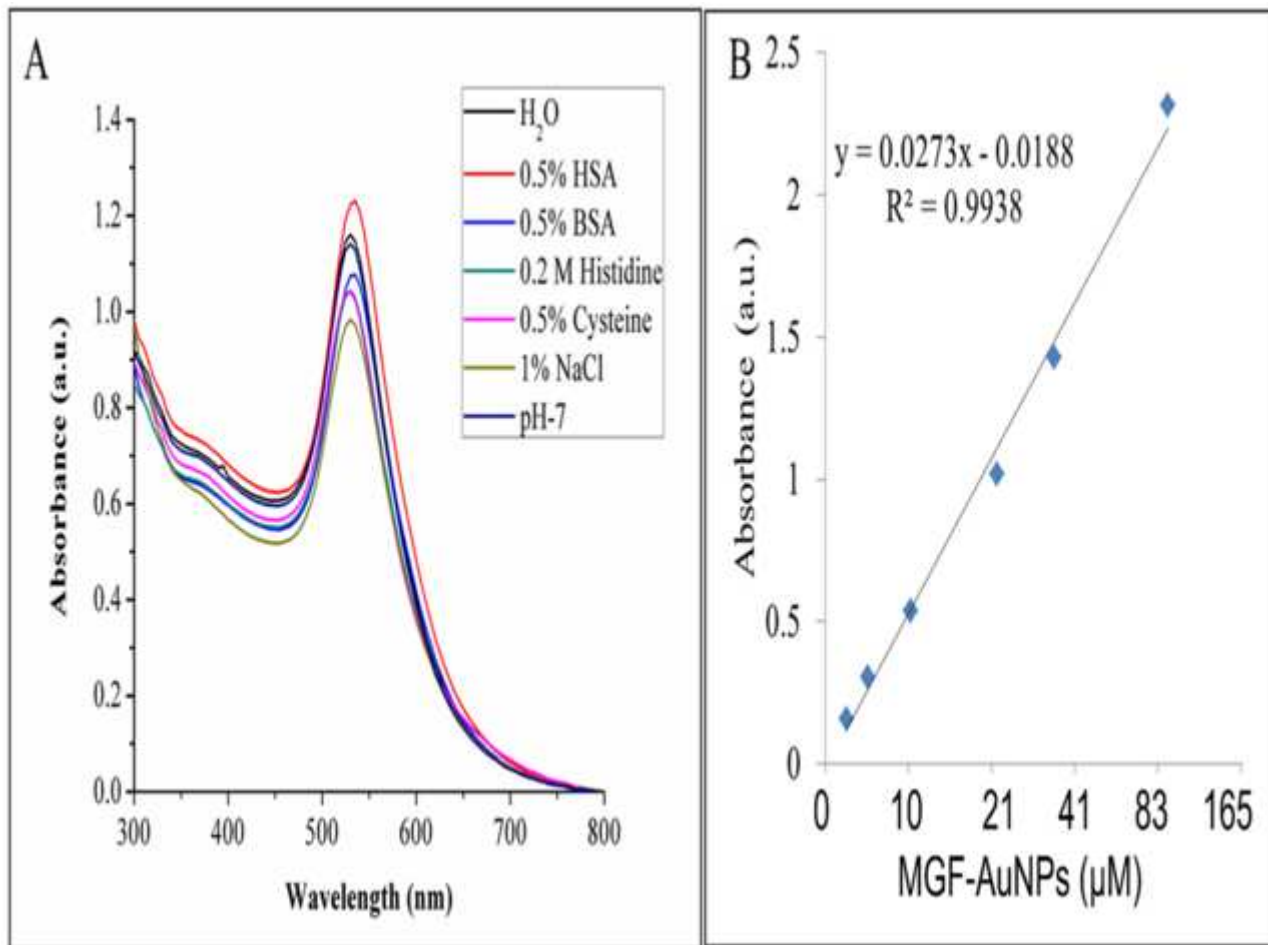 A
1.4
1.2
1.0
0.8
0.6
0.4
0.2
0.0
300
400
500
600
700
800
Absorbance (a.u.)
Wavelength (nm)
H₂O
0.5% HSA
0.5% BSA
0.2 M Histidine
0.5% Cysteine
1% NaCl
pH-7
B
2.5
2
1.5
1
0.5
0
y = 0.0273x - 0.0188
R² = 0.9938
Absorbance (a.u.)
0
10
21
41
83
165
MGF-AuNPs (µM)